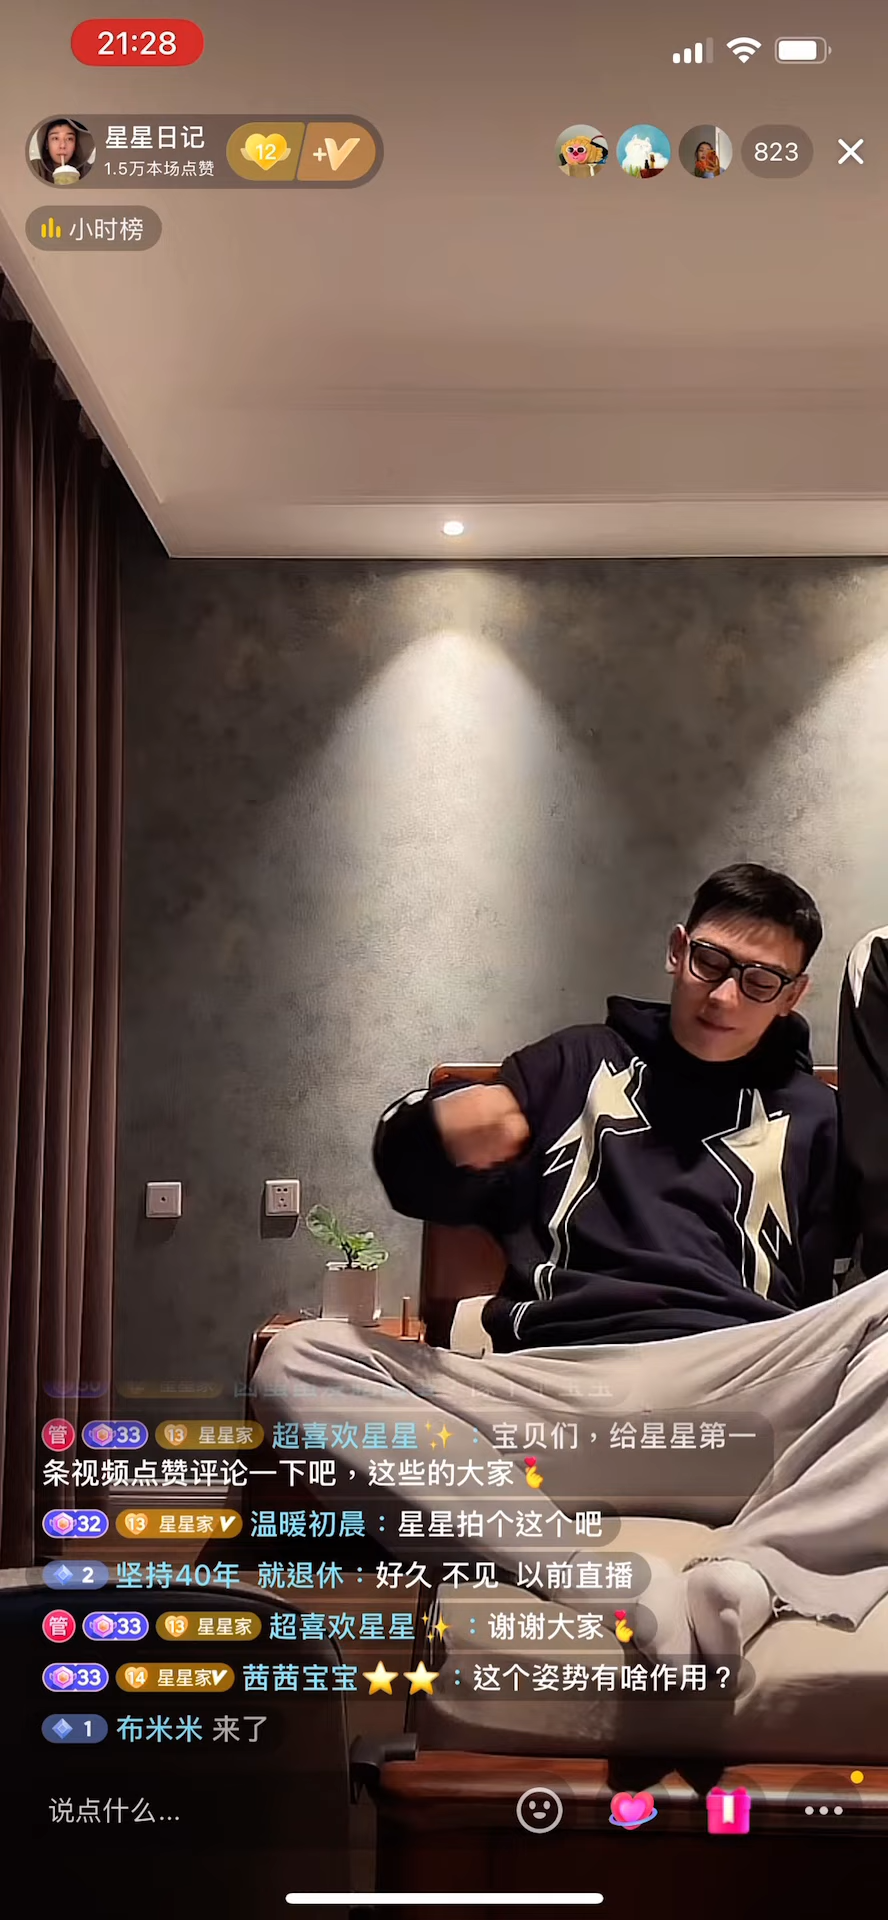 21:28
星星日记
1.5万本场点赞
12
+V
823
小时榜
管 33 13 星星家 超喜欢星星✨：宝贝们，给星星第一
条视频点赞评论一下吧，这些的大家🫰
32 13 星星家V 温暖初晨：星星拍个这个吧
2 坚持40年 就退休：好久 不见 以前直播
管 33 13 星星家 超喜欢星星✨：谢谢大家🫰
33 14 星星家V 茜茜宝宝⭐⭐：这个姿势有啥作用？
1 布米米 来了
说点什么...